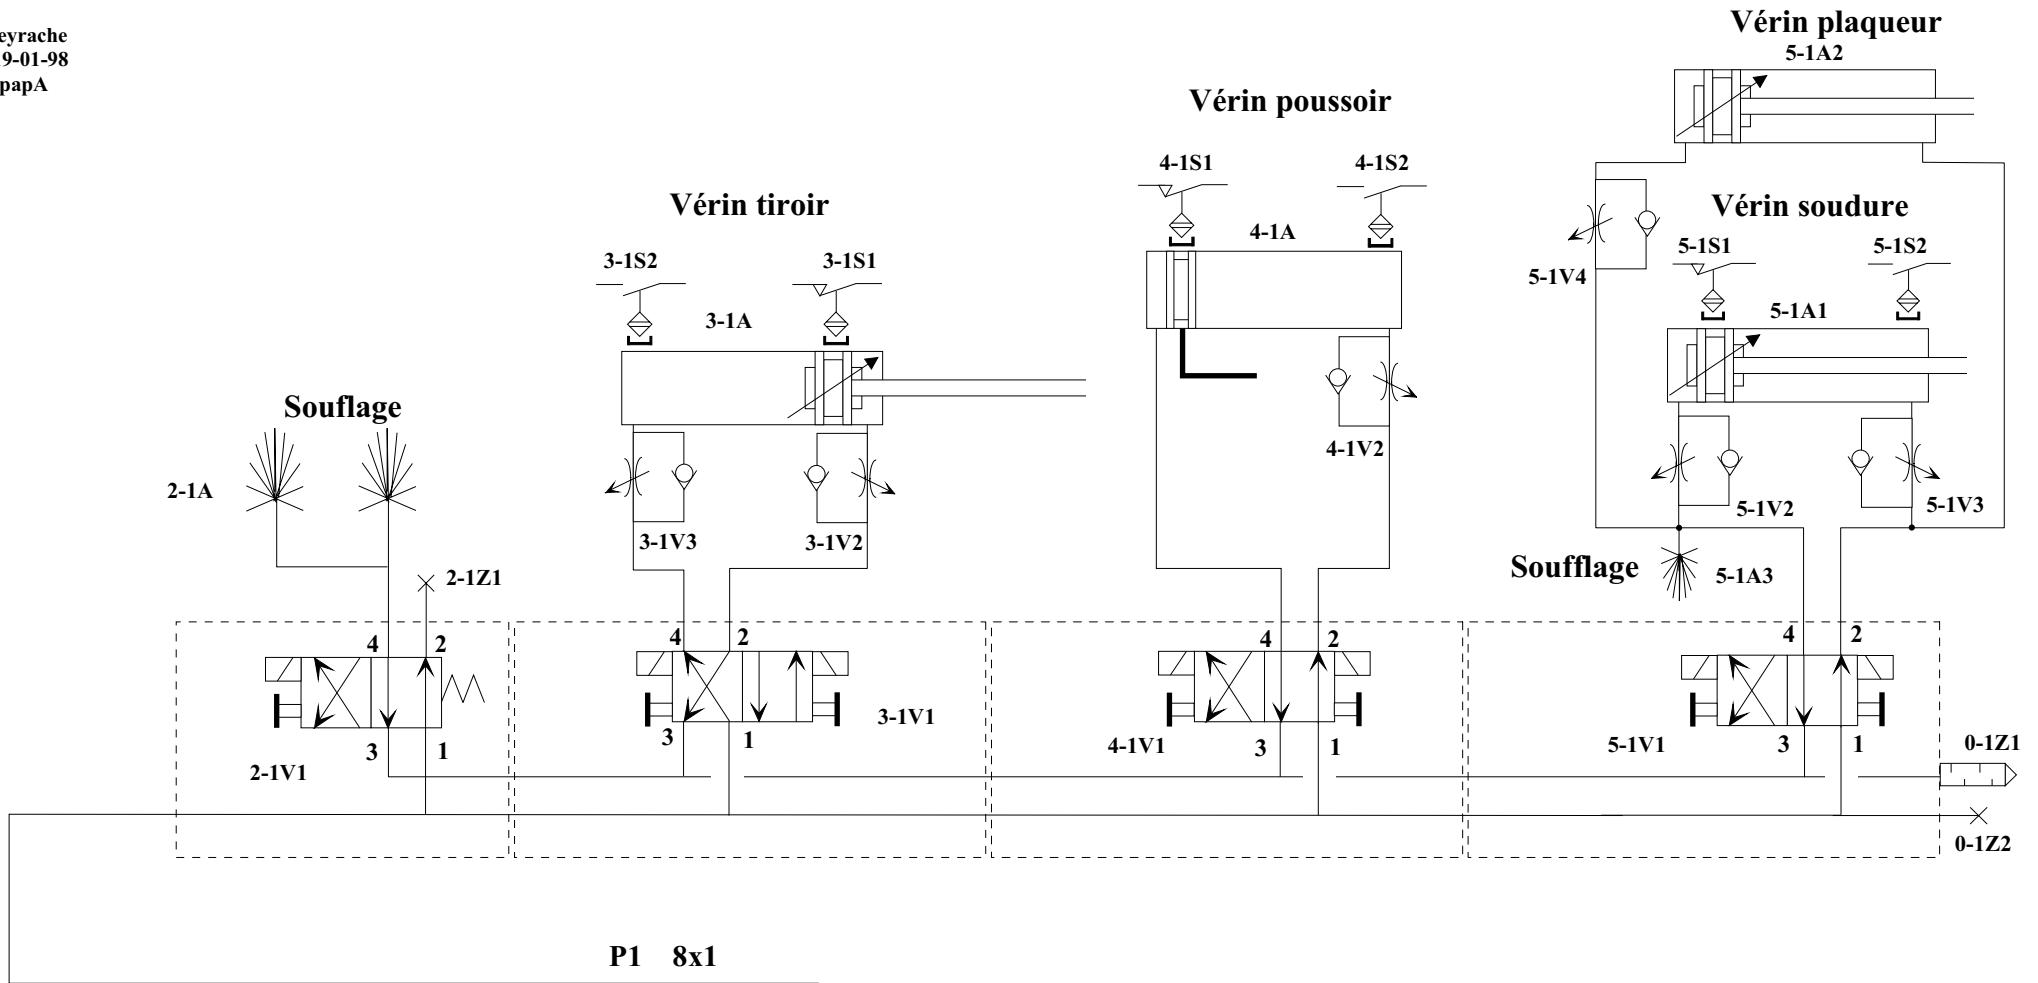 eyrache
9-01-98
papA
Vérin plaqueur
5-1A2
Vérin poussoir
4-1S1
4-1S2
4-1A
Vérin tiroir
3-1S2
3-1S1
3-1A
Vérin soudure
5-1S1
5-1S2
5-1V4
5-1A1
Souflage
2-1A
4-1V2
3-1V3
3-1V2
5-1V2
5-1V3
2-1Z1
Soufflage
5-1A3
4
2
4
2
4
2
4
2
3
1
3
1
3
1
3
1
2-1V1
3-1V1
4-1V1
5-1V1
0-1Z1
0-1Z2
P1 8x1